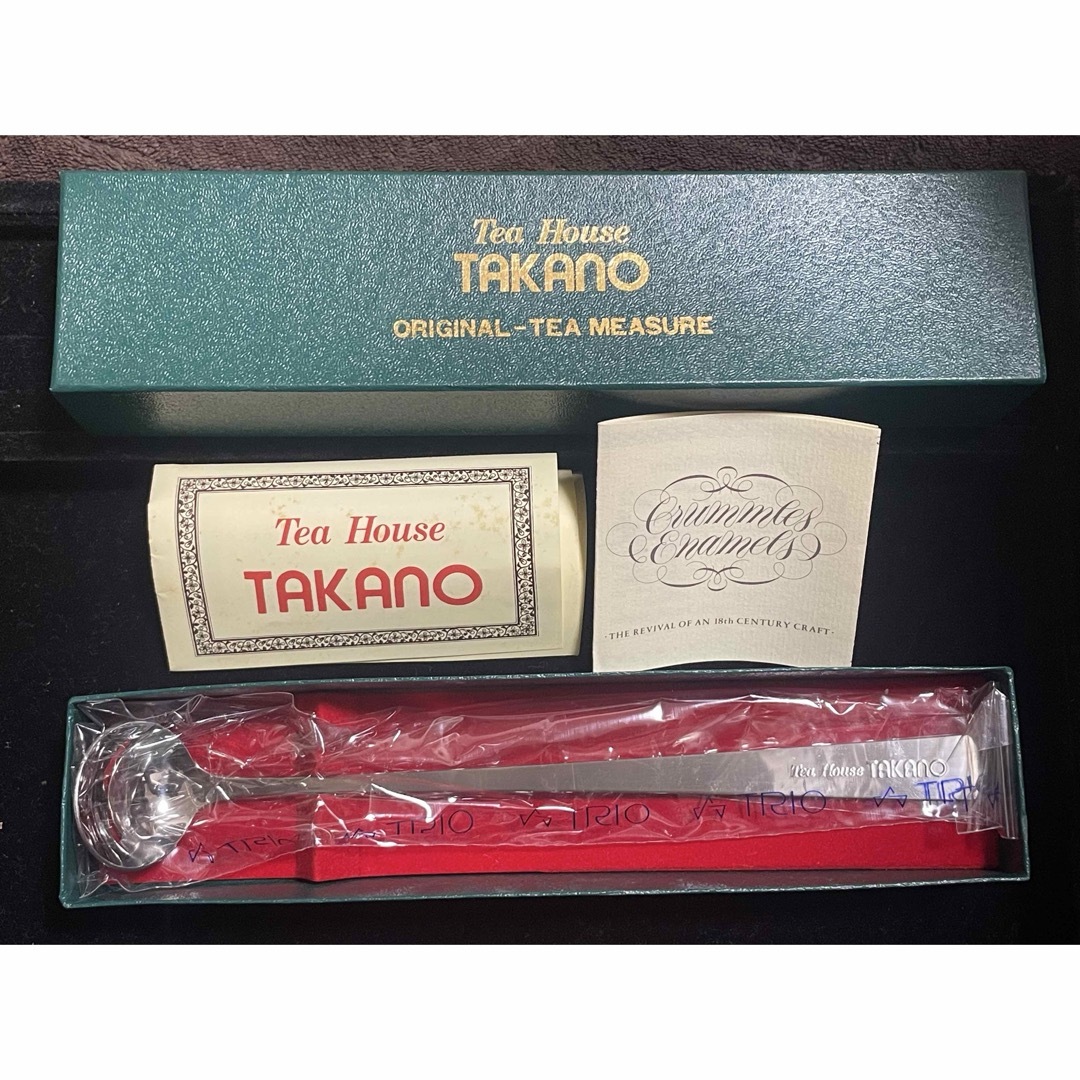 Tea House
TAKANO
ORIGINAL-TEA MEASURE
Tea House
TAKANO
Crummles
Enamels
·THE REVIVAL OF AN 18th CENTURY CRAFT·
Tea House TAKANO
TRIO TRIO TRIO